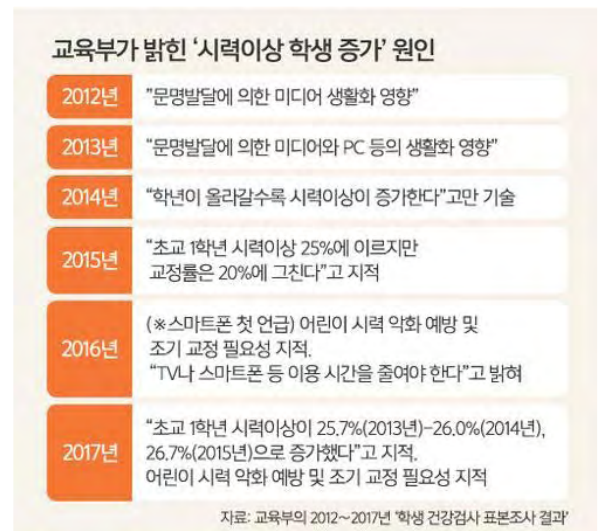 교육부가 밝힌 ‘시력이상 학생 증가’ 원인
2012년
"문명발달에 의한 미디어 생활화 영향"
2013년
"문명발달에 의한 미디어와 PC 등의 생활화 영향"
2014년
“학년이 올라갈수록 시력이상이 증가한다”고만 기술
2015년
“초교 1학년 시력이상 25%에 이르지만
교정률은 20%에 그친다”고 지적
2016년
(※스마트폰 첫 언급) 어린이 시력 악화 예방 및
조기 교정 필요성 지적.
“TV나 스마트폰 등 이용 시간을 줄여야 한다”고 밝혀
2017년
“초교 1학년 시력이상이 25.7%(2013년)-26.0%(2014년),
26.7%(2015년)으로 증가했다”고 지적.
어린이 시력 악화 예방 및 조기 교정 필요성 지적
자료: 교육부의 2012~2017년 ‘학생 건강검사 표본조사 결과’